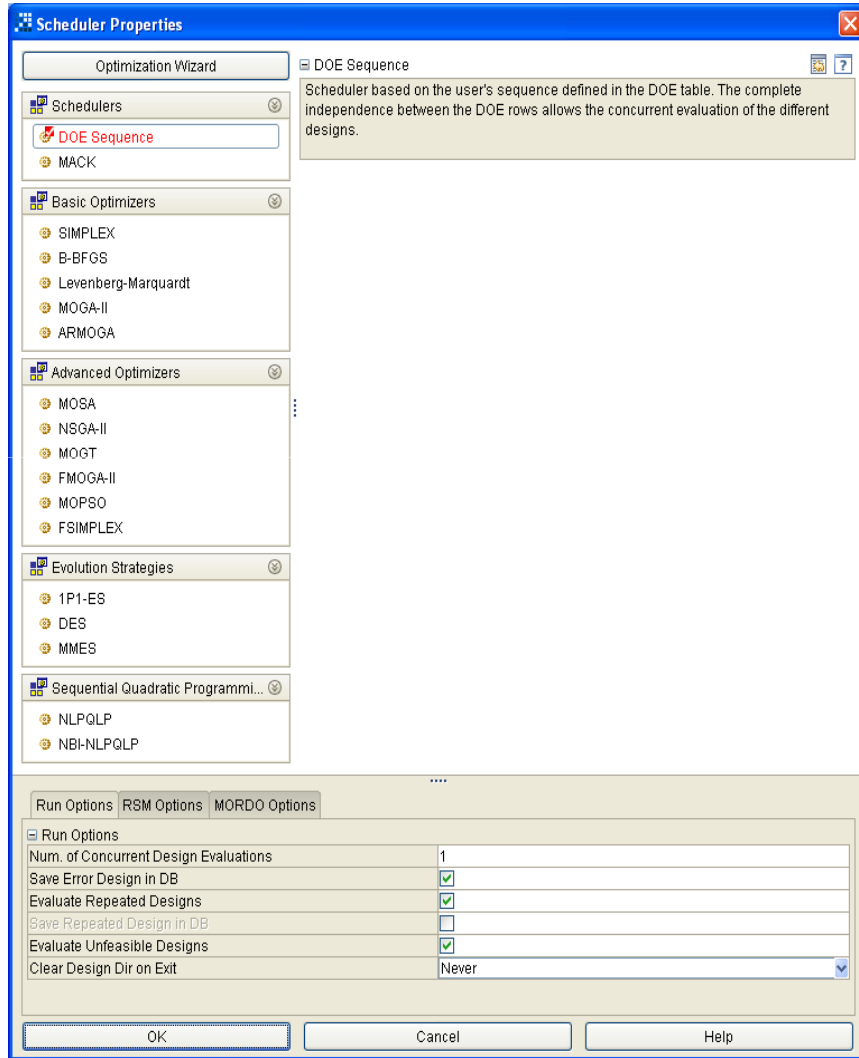 Scheduler Properties
Optimization Wizard
Schedulers
DOE Sequence
MACK
Basic Optimizers
SIMPLEX
B-BFGS
Levenberg-Marquardt
MOGA-II
ARMOGA
Advanced Optimizers
MOSA
NSGA-II
MOGT
FMOGA-II
MOPSO
FSIMPLEX
Evolution Strategies
1P1-ES
DES
MMES
Sequential Quadratic Programmi...
NLPQLP
NBI-NLPQLP
DOE Sequence
?
Scheduler based on the user's sequence defined in the DOE table. The complete
independence between the DOE rows allows the concurrent evaluation of the different
designs.
Run Options RSM Options MORDO Options
Run Options
Num. of Concurrent Design Evaluations 1
Save Error Design in DB
Evaluate Repeated Designs
Save Repeated Design in DB
Evaluate Unfeasible Designs
Clear Design Dir on Exit Never
OK Cancel Help